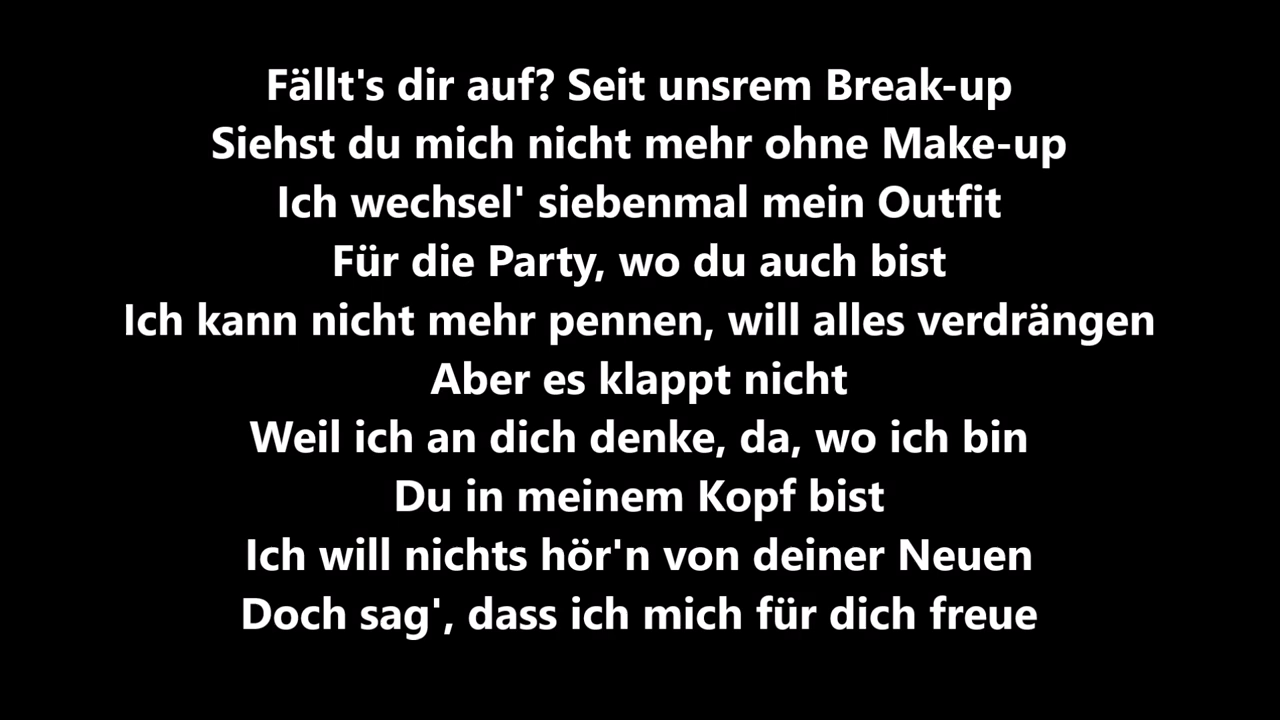 Fällt's dir auf? Seit unsrem Break-up
Siehst du mich nicht mehr ohne Make-up
Ich wechsel' siebenmal mein Outfit
Für die Party, wo du auch bist
Ich kann nicht mehr pennen, will alles verdrängen
Aber es klappt nicht
Weil ich an dich denke, da, wo ich bin
Du in meinem Kopf bist
Ich will nichts hör'n von deiner Neuen
Doch sag', dass ich mich für dich freue